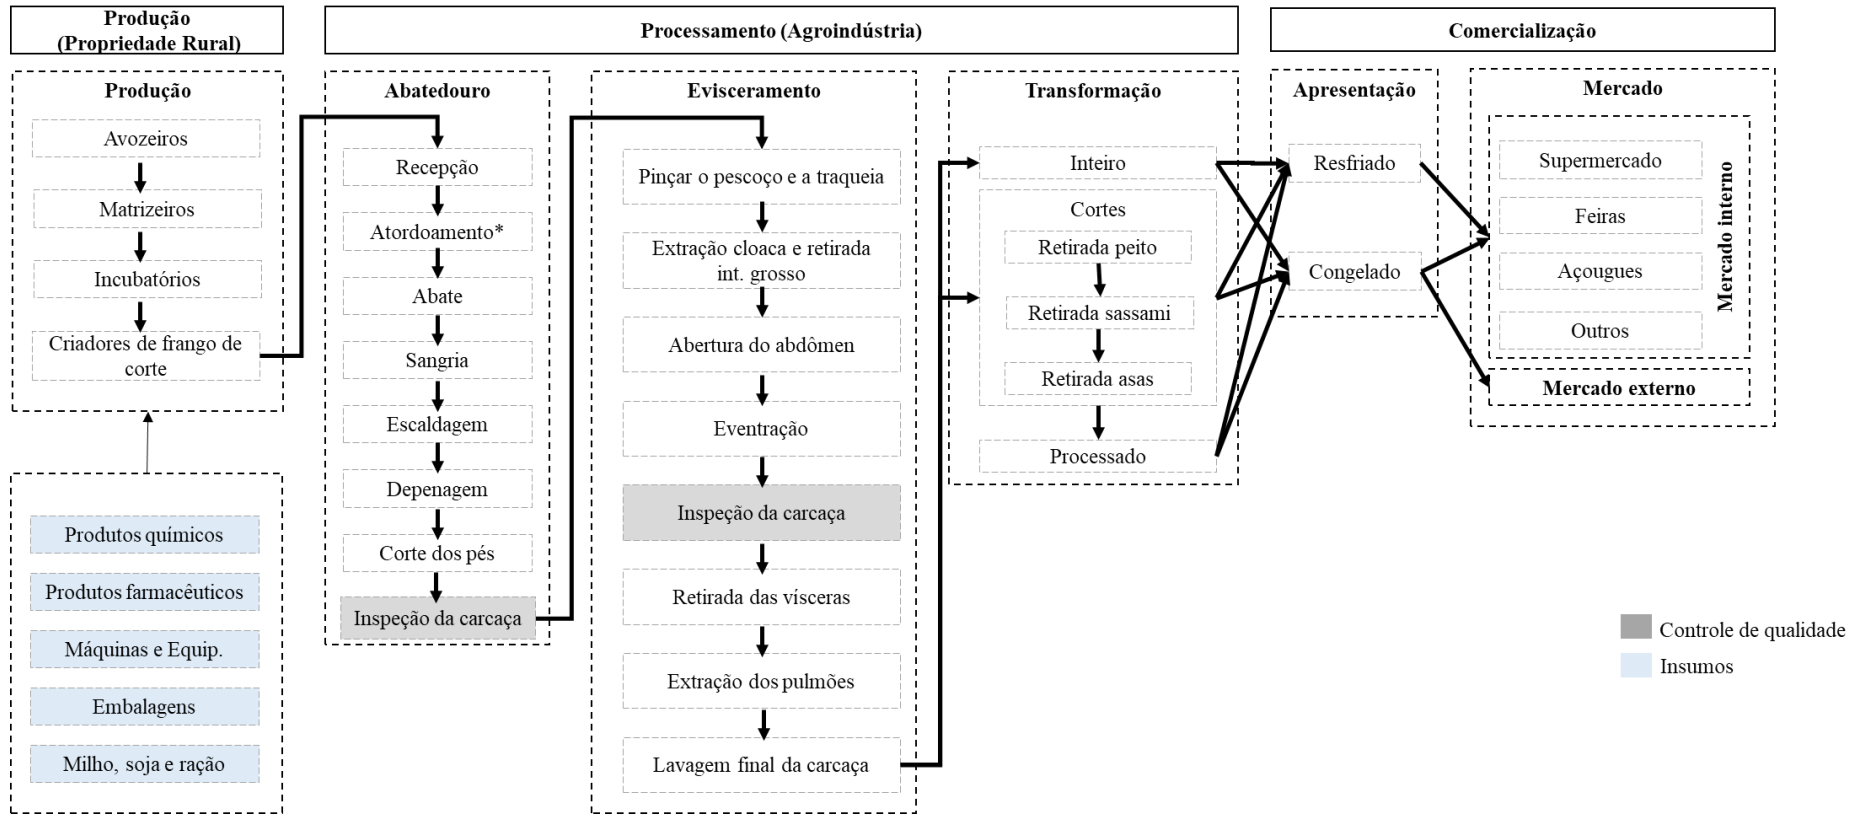 Produção
(Propriedade Rural)
Processamento (Agroindústria)
Comercialização
Produção
Avozeiros
Matrizeiros
Incubatórios
Criadores de frango de
corte
Produtos químicos
Produtos farmacêuticos
Máquinas e Equip.
Embalagens
Milho, soja e ração
Abatedouro
Recepção
Atordoamento*
Abate
Sangria
Escaldagem
Depenagem
Corte dos pés
Inspeção da carcaça
Evisceramento
Pinçar o pescoço e a traqueia
Extração cloaca e retirada
int. grosso
Abertura do abdômen
Eventração
Inspeção da carcaça
Retirada das vísceras
Extração dos pulmões
Lavagem final da carcaça
Transformação
Inteiro
Cortes
Retirada peito
Retirada sassami
Retirada asas
Processado
Apresentação
Resfriado
Congelado
Mercado
Supermercado
Feiras
Açougues
Outros
Mercado interno
Mercado externo
Controle de qualidade
Insumos